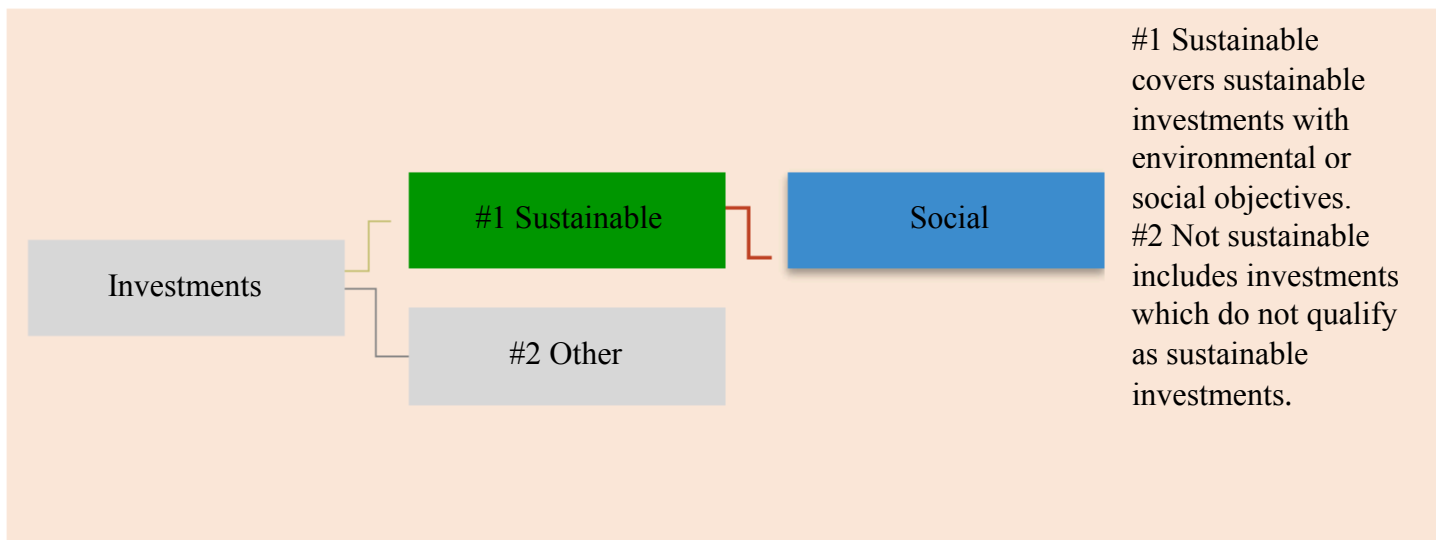 Investments
#1 Sustainable
#2 Other
Social
#1 Sustainable
covers sustainable
investments with
environmental or
social objectives.
#2 Not sustainable
includes investments
which do not qualify
as sustainable
investments.